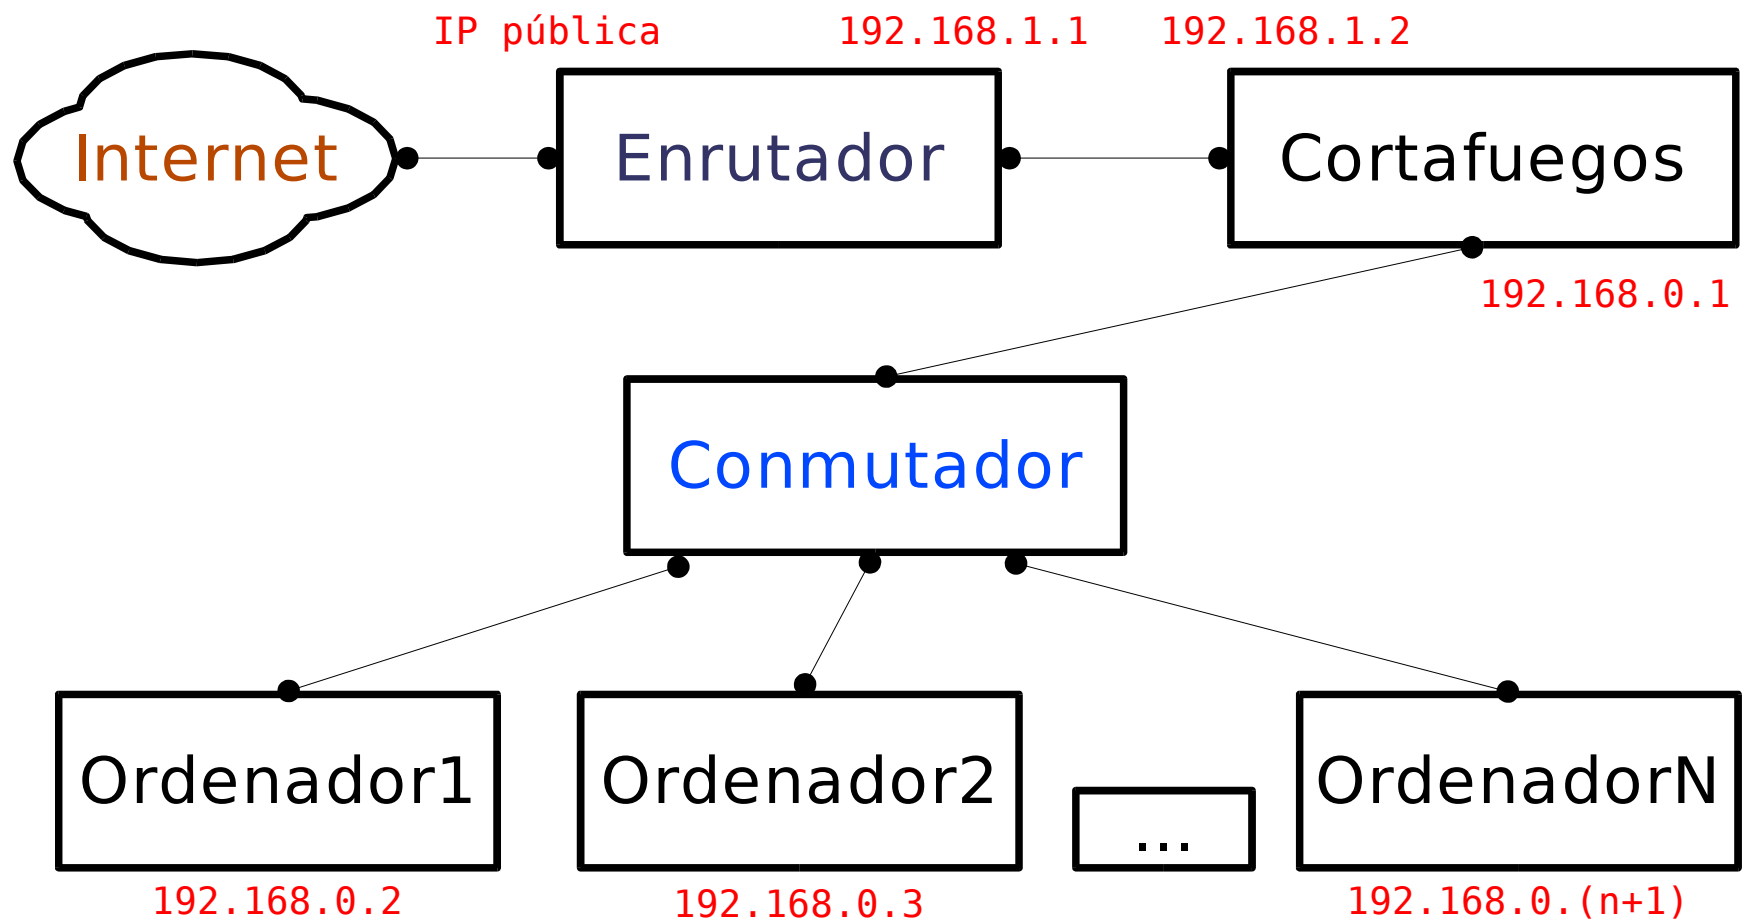 IP pública 192.168.1.1 192.168.1.2
Internet Enrutador Cortafuegos
192.168.0.1
Conmutador
Ordenador1 Ordenador2 ... OrdenadorN
192.168.0.2 192.168.0.3 192.168.0.(n+1)